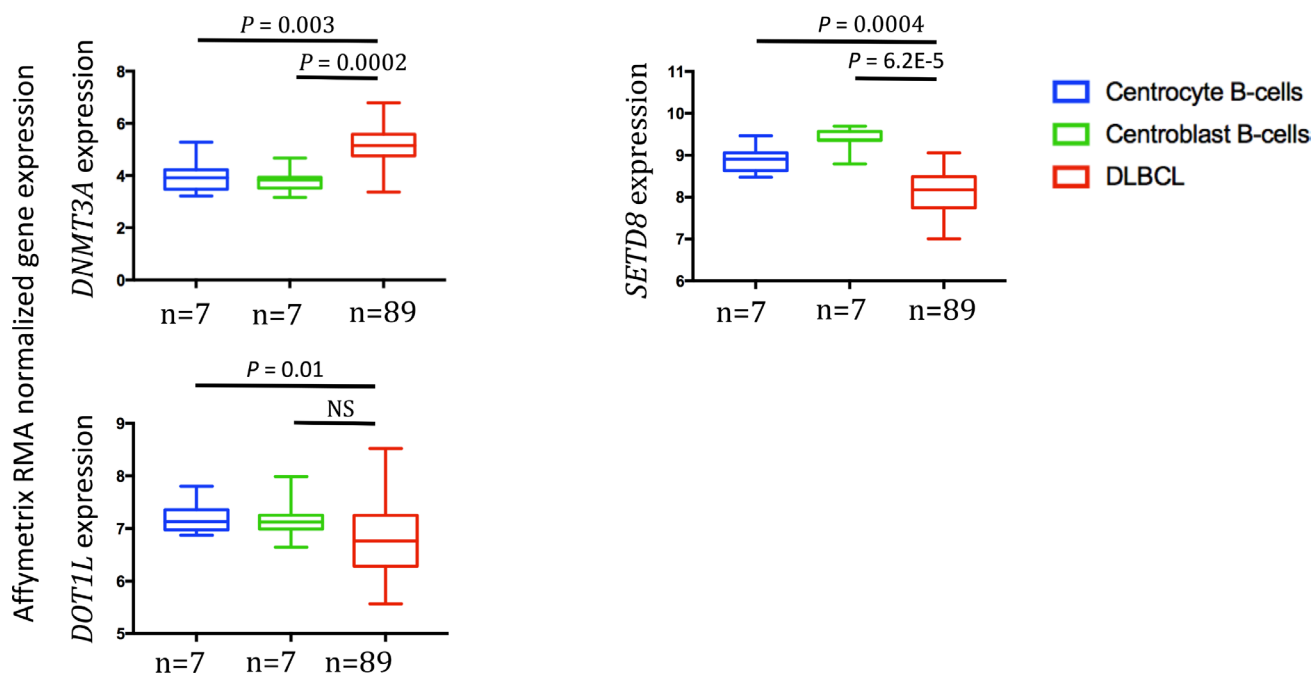 Affymetrix RMA normalized gene expression
P = 0.003
P = 0.0002
DNMT3A expression
8
6
4
2
0
n=7 n=7 n=89
P = 0.0004
P = 6.2E-5
SETD8 expression
11
10
9
8
7
6
n=7 n=7 n=89
Centrocyte B-cells
Centroblast B-cells
DLBCL
P = 0.01
NS
DOT1L expression
9
8
7
6
5
n=7 n=7 n=89